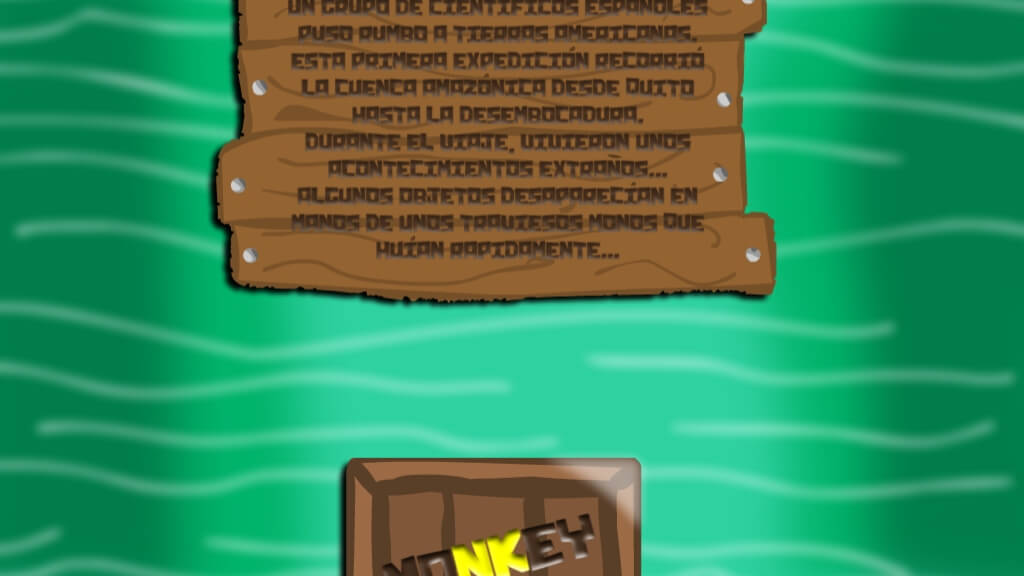 UN GRUPO DE CIENTÍFICOS ESPAÑOLES
PUSO RUMBO A TIERRAS AMERICANAS.
ESTA PRIMERA EXPEDICIÓN RECORRIÓ
LA CUENCA AMAZÓNICA DESDE QUITO
HASTA LA DESEMBOCADURA.
DURANTE EL VIAJE, VIVIERON UNOS
ACONTECIMIENTOS EXTRAÑOS...
ALGUNOS OBJETOS DESAPARECÍAN EN
MANOS DE UNOS TRAVIESOS MONOS QUE
HUÍAN RAPIDAMENTE...
MONKEY